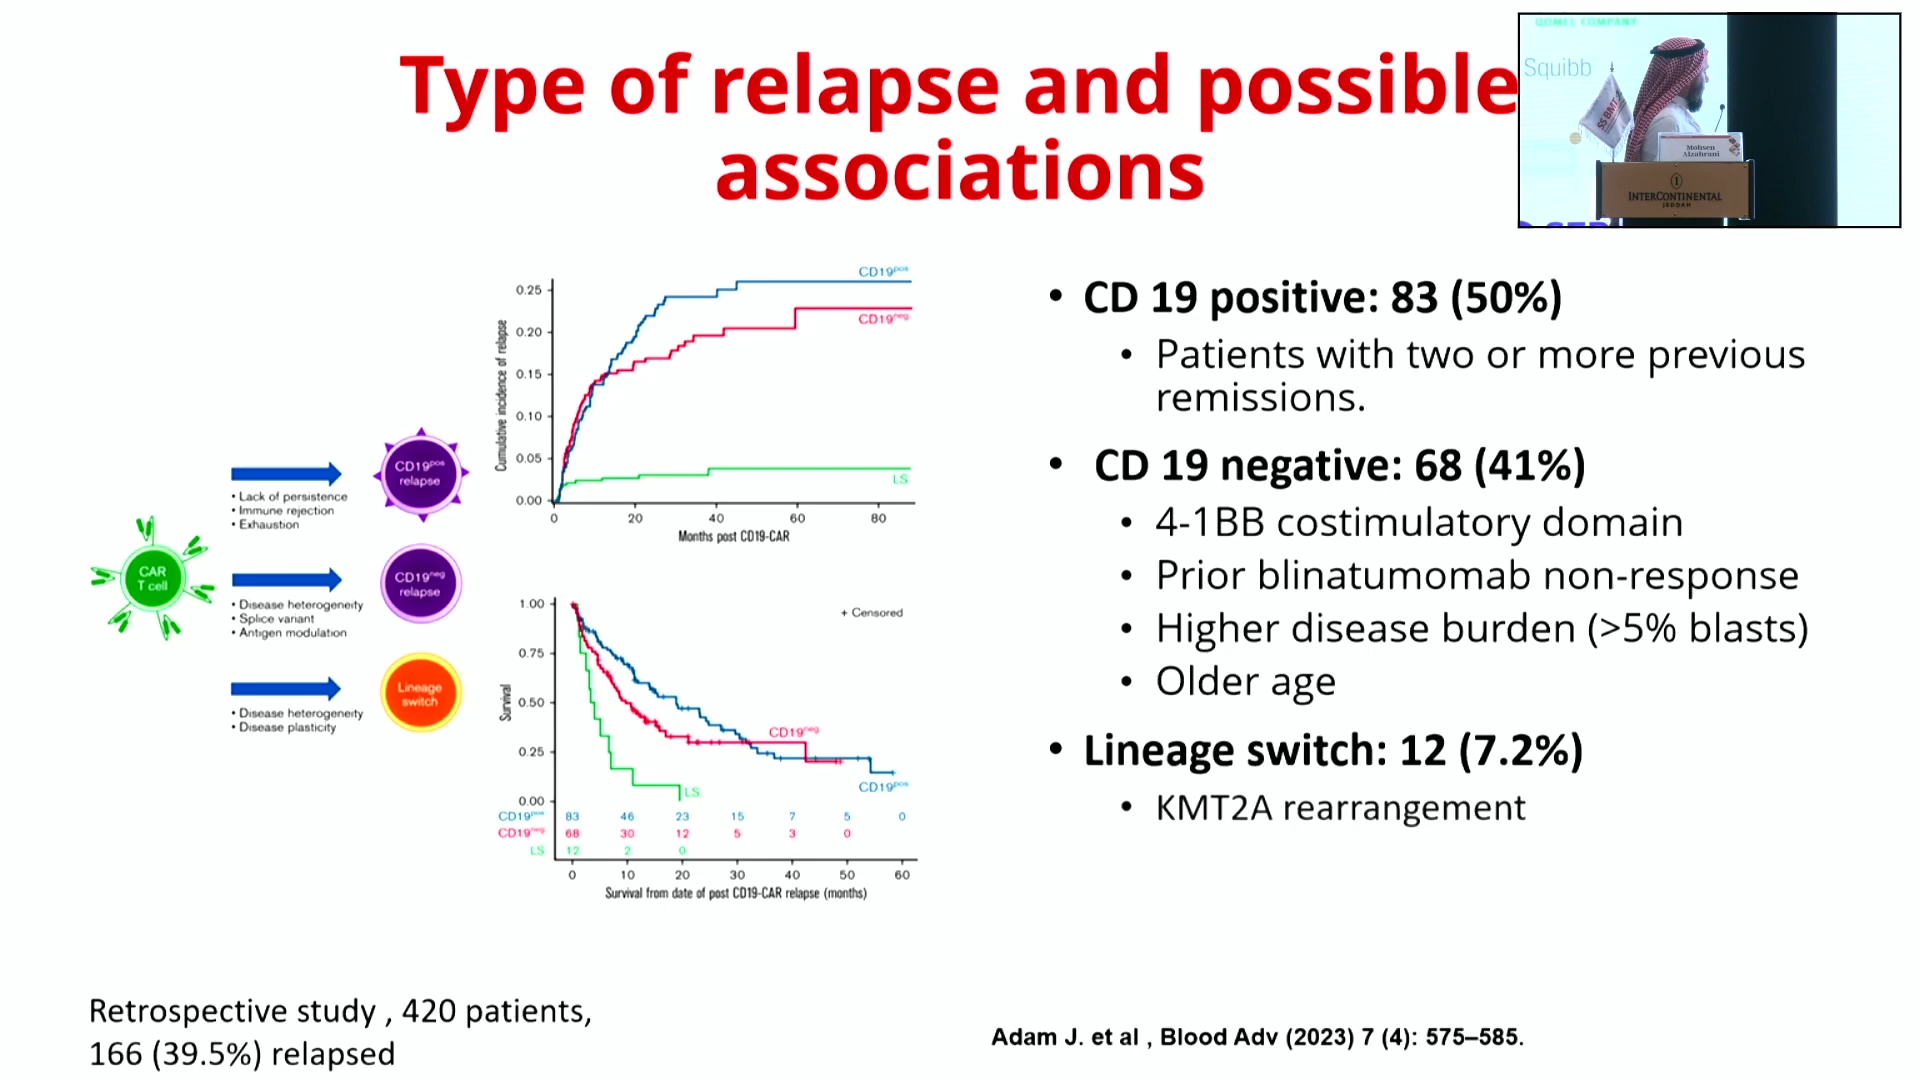 Type of relapse and possible
associations
QOMEL COMPANY
Squibb
SS BMT
Mohsen
Alzahrani
INTERCONTINENTAL
JEDDAH
CAR
T cell
• Lack of persistence
• Immune rejection
• Exhaustion
CD19pos
relapse
• Disease heterogeneity
• Splice variant
• Antigen modulation
CD19neg
relapse
• Disease heterogeneity
• Disease plasticity
Lineage
switch
Cumulative incidence of relapse
0.25
0.20
0.15
0.10
0.05
0.00
CD19pos
CD19neg
LS
0 20 40 60 80
Months post CD19-CAR
Survival
1.00
0.75
0.50
0.25
0.00
+ Censored
CD19neg
CD19pos
LS
CD19pos 83 46 23 15 7 5 0
CD19neg 68 30 12 5 3 0
LS 12 2 0
0 10 20 30 40 50 60
Survival from date of post CD19-CAR relapse (months)
• CD 19 positive: 83 (50%)
• Patients with two or more previous
remissions.
• CD 19 negative: 68 (41%)
• 4-1BB costimulatory domain
• Prior blinatumomab non-response
• Higher disease burden (>5% blasts)
• Older age
• Lineage switch: 12 (7.2%)
• KMT2A rearrangement
Retrospective study , 420 patients,
166 (39.5%) relapsed
Adam J. et al , Blood Adv (2023) 7 (4): 575–585.